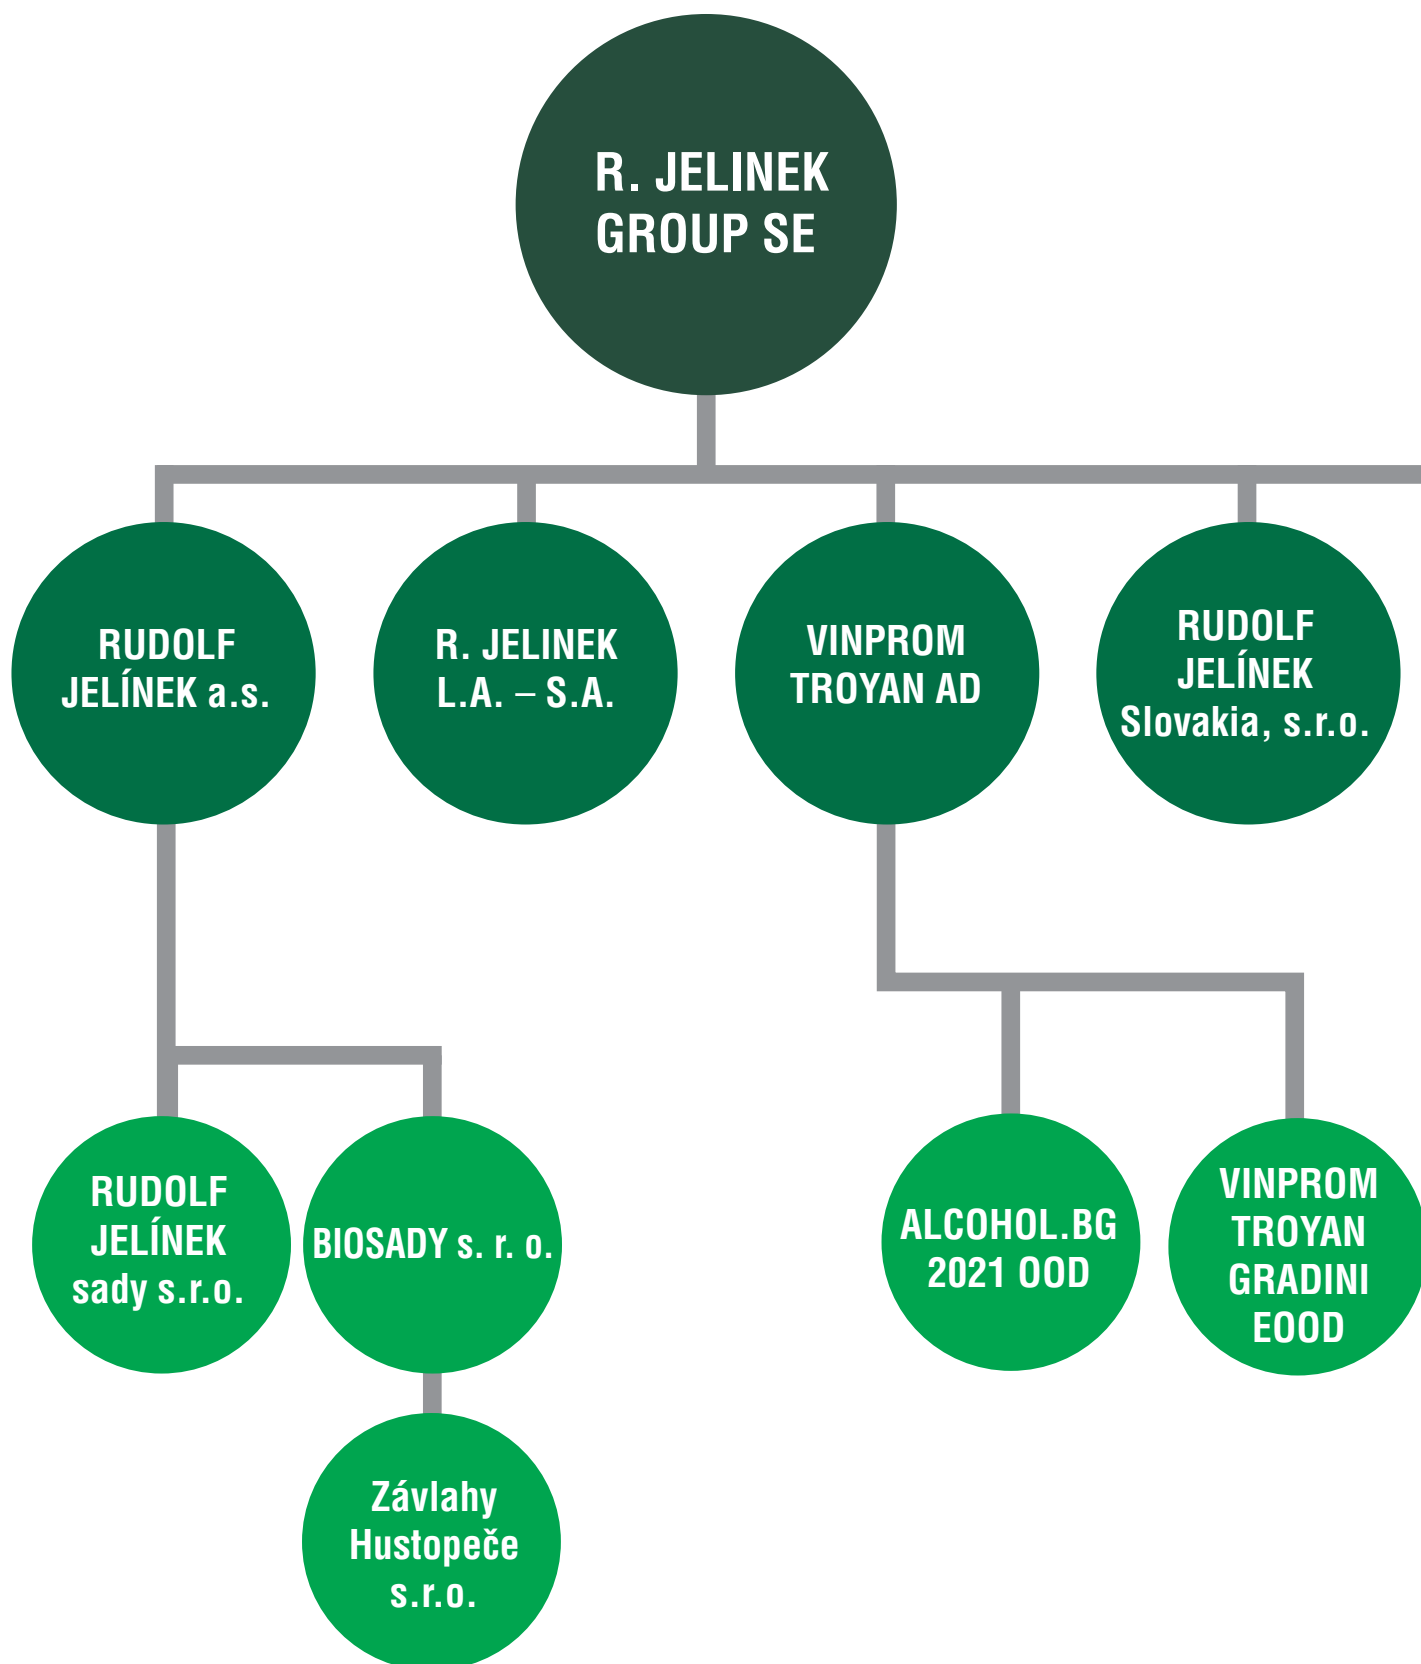 R. JELINEK
GROUP SE
RUDOLF
JELÍNEK a.s.
R. JELINEK
L.A. – S.A.
VINPROM
TROYAN AD
RUDOLF
JELÍNEK
Slovakia, s.r.o.
RUDOLF
JELÍNEK
sady s.r.o.
BIOSADY s. r. o.
ALCOHOL.BG
2021 OOD
VINPROM
TROYAN
GRADINI
EOOD
Závlahy
Hustopeče
s.r.o.